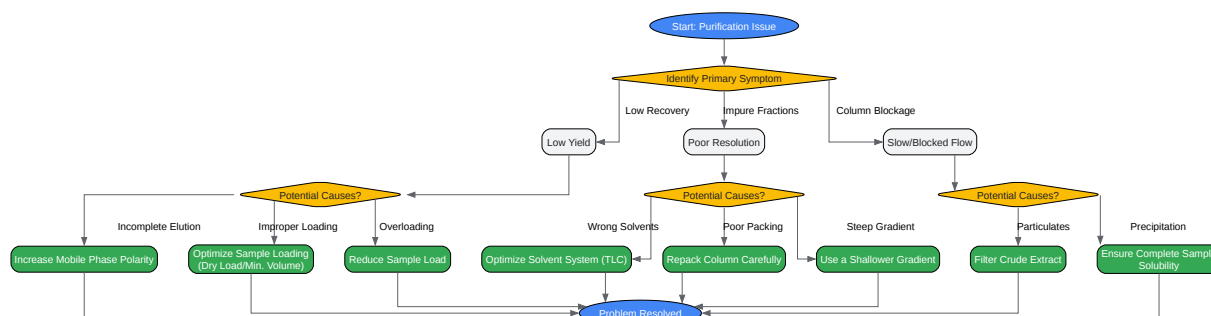 Start: Purification Issue
Identify Primary Symptom
Low Recovery
Impure Fractions
Column Blockage
Low Yield
Poor Resolution
Slow/Blocked Flow
Potential Causes?
Potential Causes?
Potential Causes?
Incomplete Elution
Improper Loading
Overloading
Wrong Solvents
Poor Packing
Steep Gradient
Particulates
Precipitation
Increase Mobile Phase Polarity
Optimize Sample Loading
(Dry Load/Min. Volume)
Reduce Sample Load
Optimize Solvent System (TLC)
Repack Column Carefully
Use a Shallower Gradient
Filter Crude Extract
Ensure Complete Sampl
Solubility
Problem Resolved